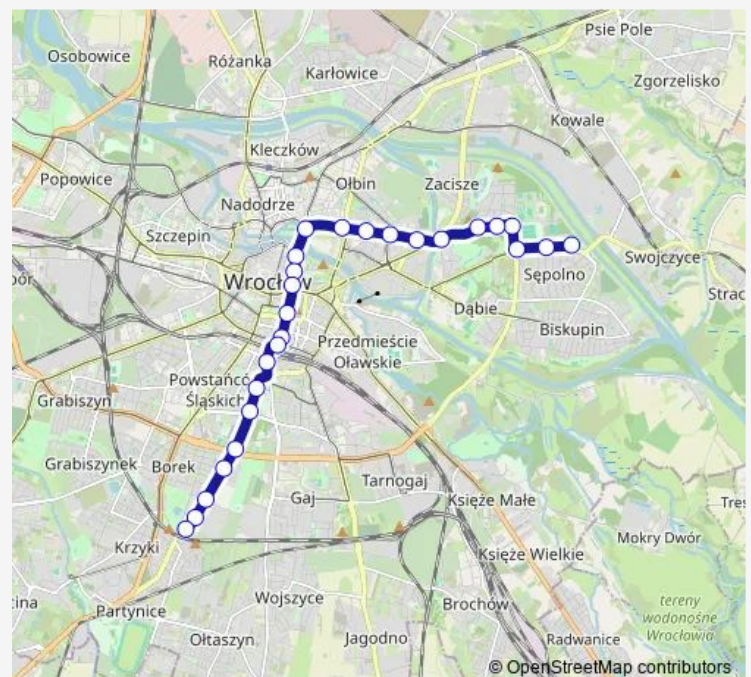 Psie Pole
Osobowice
Różanka
Karłowice
Zgorzelisko
Kowale
Kleczków
Popowice
Ołbin
Zacisze
Nadodrze
Szczepin
Swojczyce
Sępolno
Wrocław
Strac
Dąbie
Biskupin
Przedmieście
Oławskie
Powstańcó
Śląskich
Grabiszyn
Grabiszynek
Borek
Tarnogaj
Gaj
Księże Małe
Tres
Mokry Dwór
Krzyki
Księże Wielkie
Wojszyce
Brochów
tereny
wodonośne
Wrocławia
cina
Partynice
Ołtaszyn
Jagodno
Radwanice
© OpenStreetMap contributors